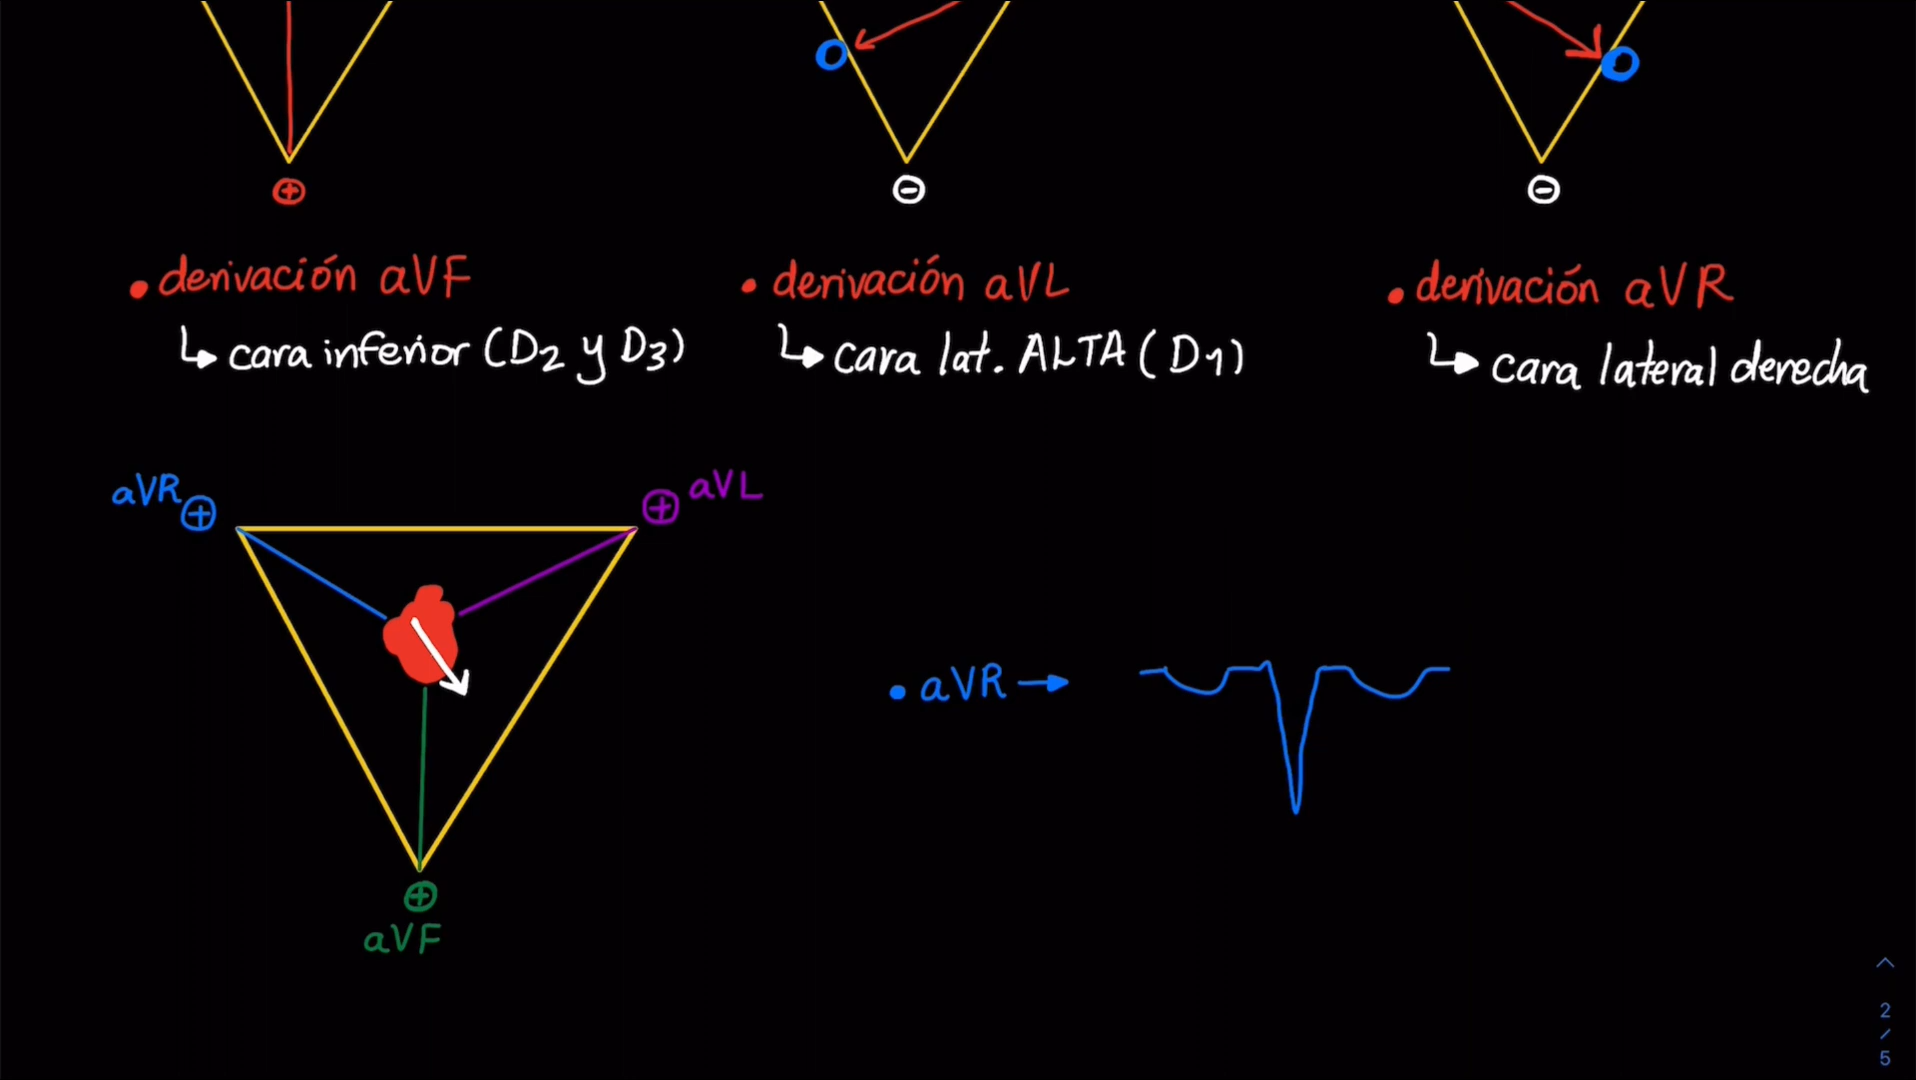 • derivación aVF
↳ cara inferior (D2 y D3)
• derivación aVL
↳ cara lat. ALTA (D1)
• derivación aVR
↳ cara lateral derecha
aVR ⊕
⊕ aVL
• aVR →
⊕
aVF
2
/
5